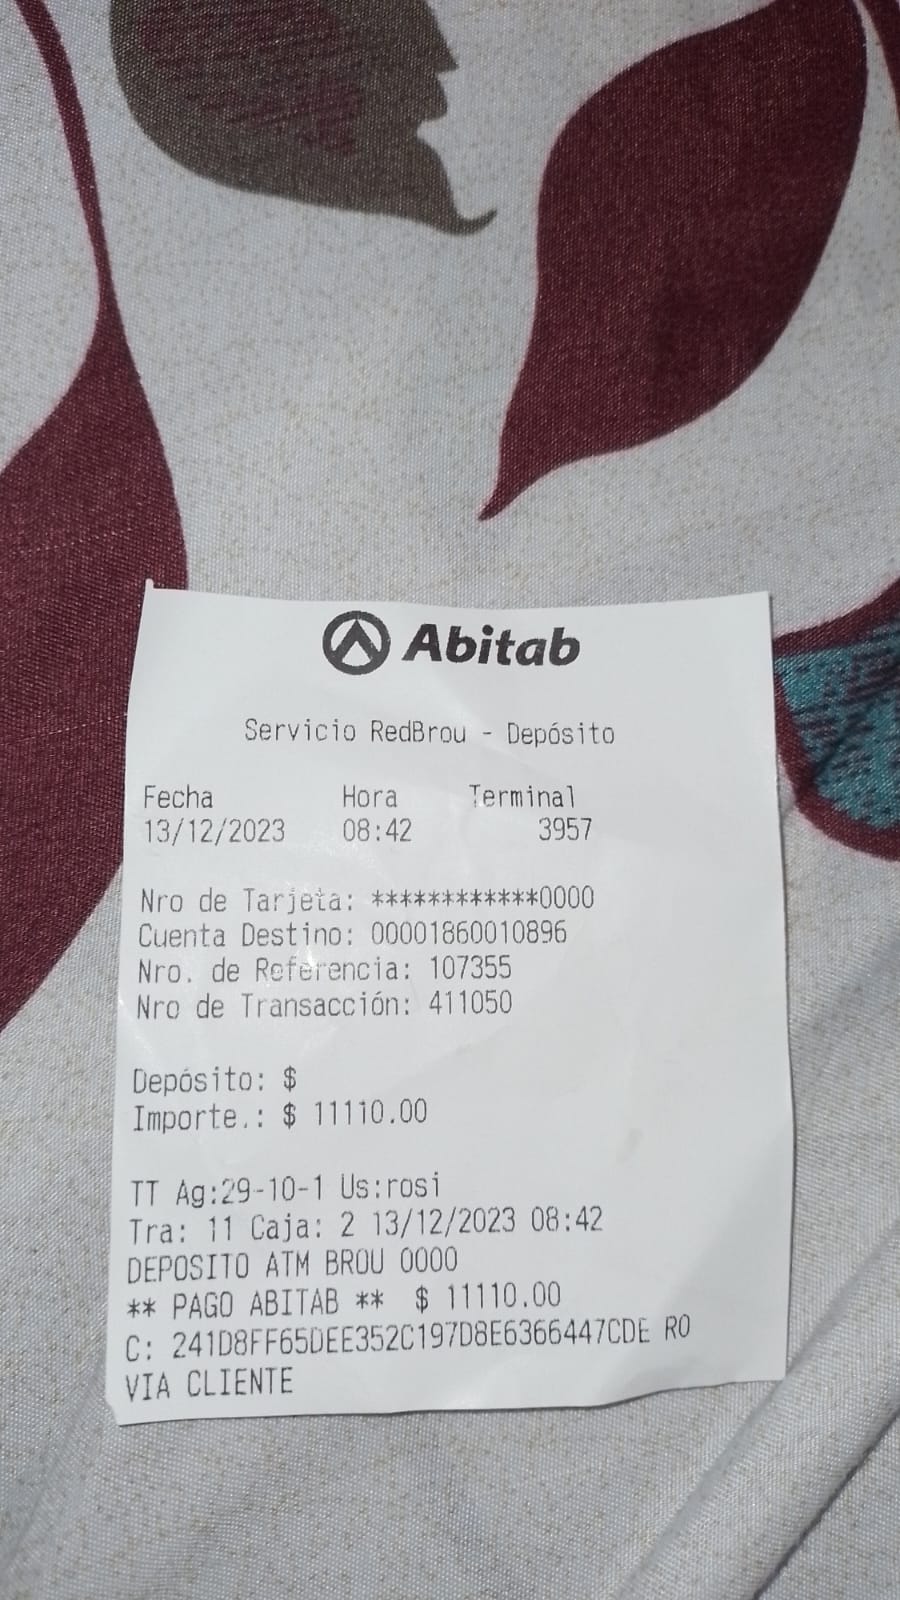 Abitab
Servicio RedBrou - Depósito
Fecha Hora Terminal
13/12/2023 08:42 3957
Nro de Tarjeta: ************0000
Cuenta Destino: 00001860010896
Nro. de Referencia: 107355
Nro de Transacción: 411050
Depósito: $
Importe.: $ 11110.00
TT Ag:29-10-1 Us:rosi
Tra: 11 Caja: 2 13/12/2023 08:42
DEPOSITO ATM BROU 0000
** PAGO ABITAB ** $ 11110.00
C: 241D8FF65DEE352C197D8E6366447CDE RO
VIA CLIENTE